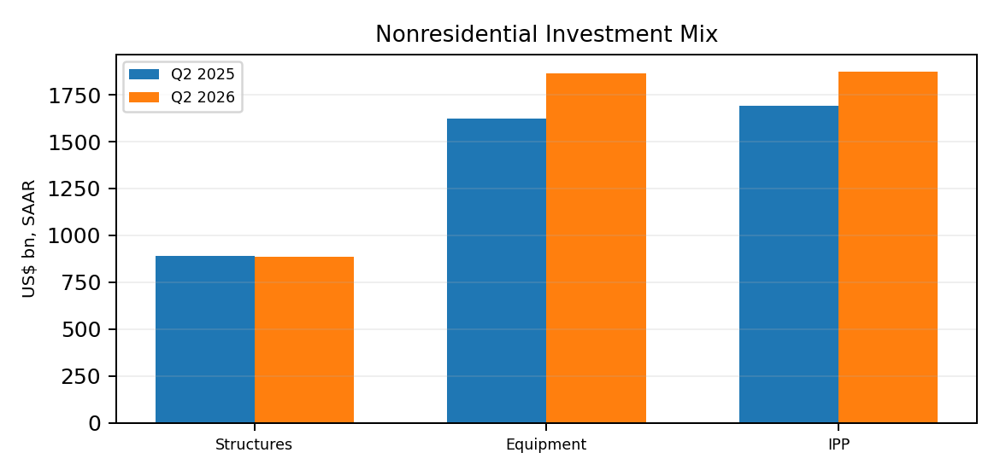 Nonresidential Investment Mix
Q2 2025
Q2 2026
US$ bn, SAAR
1750
1500
1250
1000
750
500
250
0
Structures
Equipment
IPP